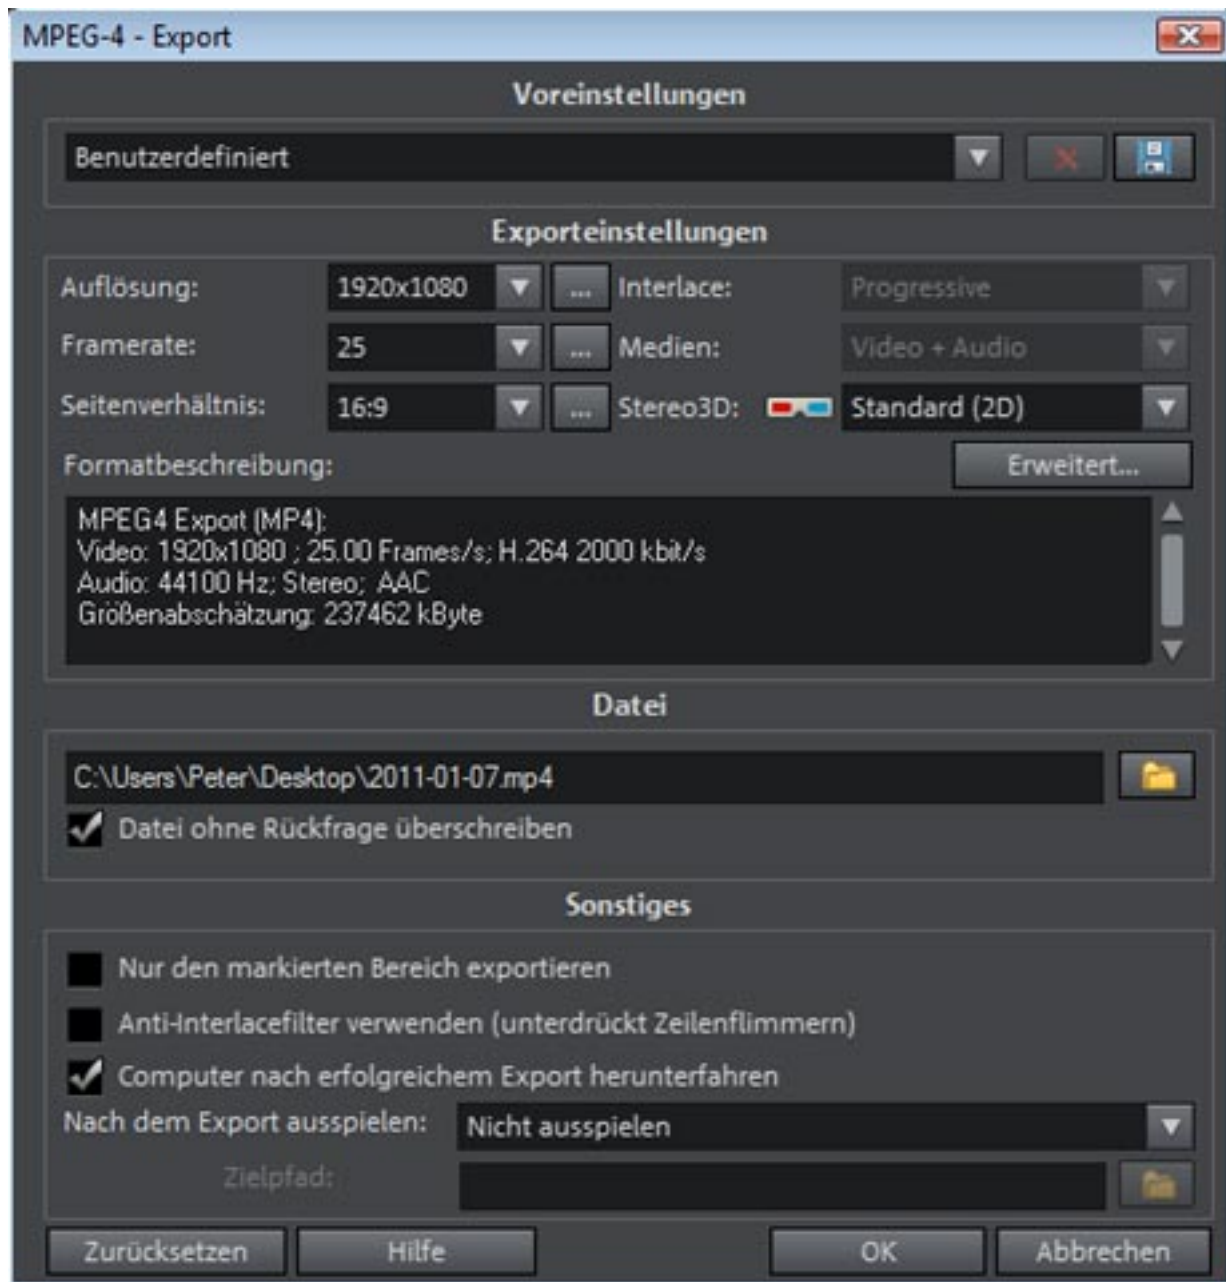 MPEG-4 - Export
Voreinstellungen
Benutzerdefiniert
Exporteinstellungen
Auflösung: 1920x1080 ... Interlace: Progressive
Framerate: 25 ... Medien: Video + Audio
Seitenverhältnis: 16:9 ... Stereo3D: Standard (2D)
Formatbeschreibung: Erweitert...
MPEG4 Export (MP4):
Video: 1920x1080 ; 25.00 Frames/s; H.264 2000 kbit/s
Audio: 44100 Hz; Stereo; AAC
Größenabschätzung: 237462 kByte
Datei
C:\Users\Peter\Desktop\2011-01-07.mp4
Datei ohne Rückfrage überschreiben
Sonstiges
Nur den markierten Bereich exportieren
Anti-Interlacefilter verwenden (unterdrückt Zeilenflimmern)
Computer nach erfolgreichem Export herunterfahren
Nach dem Export ausspielen: Nicht ausspielen
Zielpfad:
Zurücksetzen Hilfe OK Abbrechen